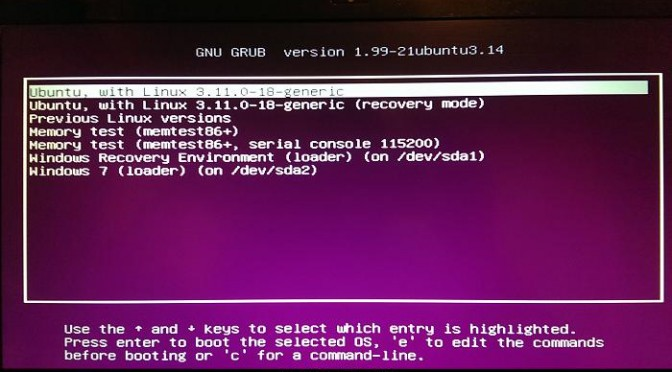 GNU GRUB version 1.99-21ubuntu3.14
Ubuntu, with Linux 3.11.0-18-generic
Ubuntu, with Linux 3.11.0-18-generic (recovery mode)
Previous Linux versions
Memory test (memtest86+)
Memory test (memtest86+, serial console 115200)
Windows Recovery Environment (loader) (on /dev/sda1)
Windows 7 (loader) (on /dev/sda2)
Use the ↑ and ↓ keys to select which entry is highlighted.
Press enter to boot the selected OS, 'e' to edit the commands
before booting or 'c' for a command-line.